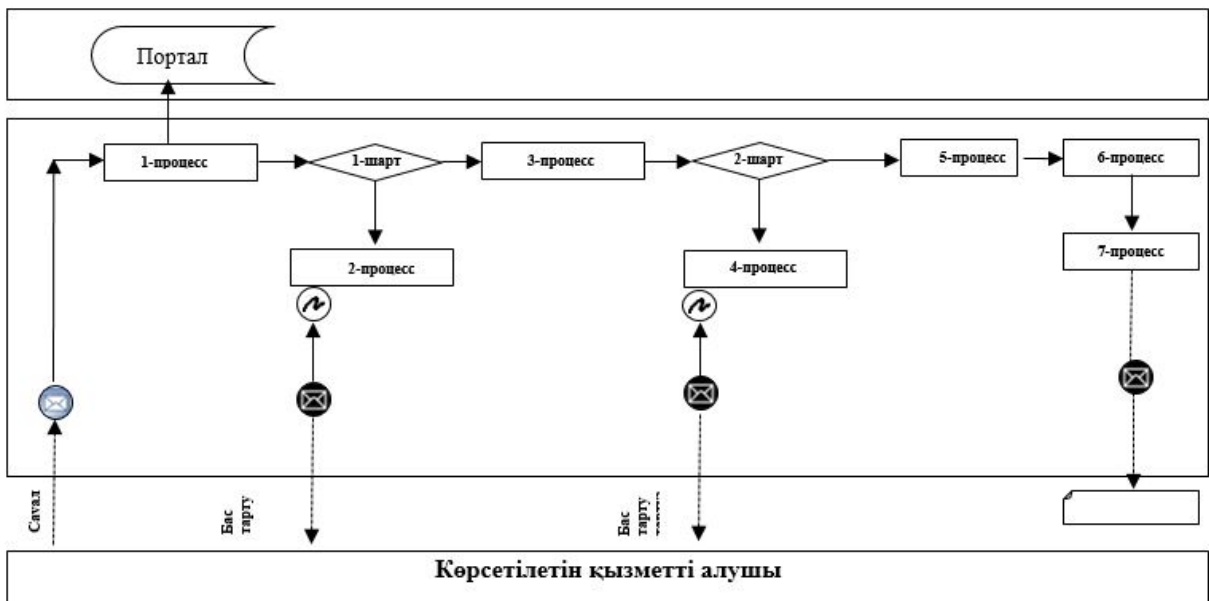 Портал
1-процесс
1-шарт
3-процесс
2-шарт
5-процесс
6-процесс
2-процесс
4-процесс
7-процесс
Сауал
Бас
тарту
Бас
тарту
Көрсетілетін қызметті алушы